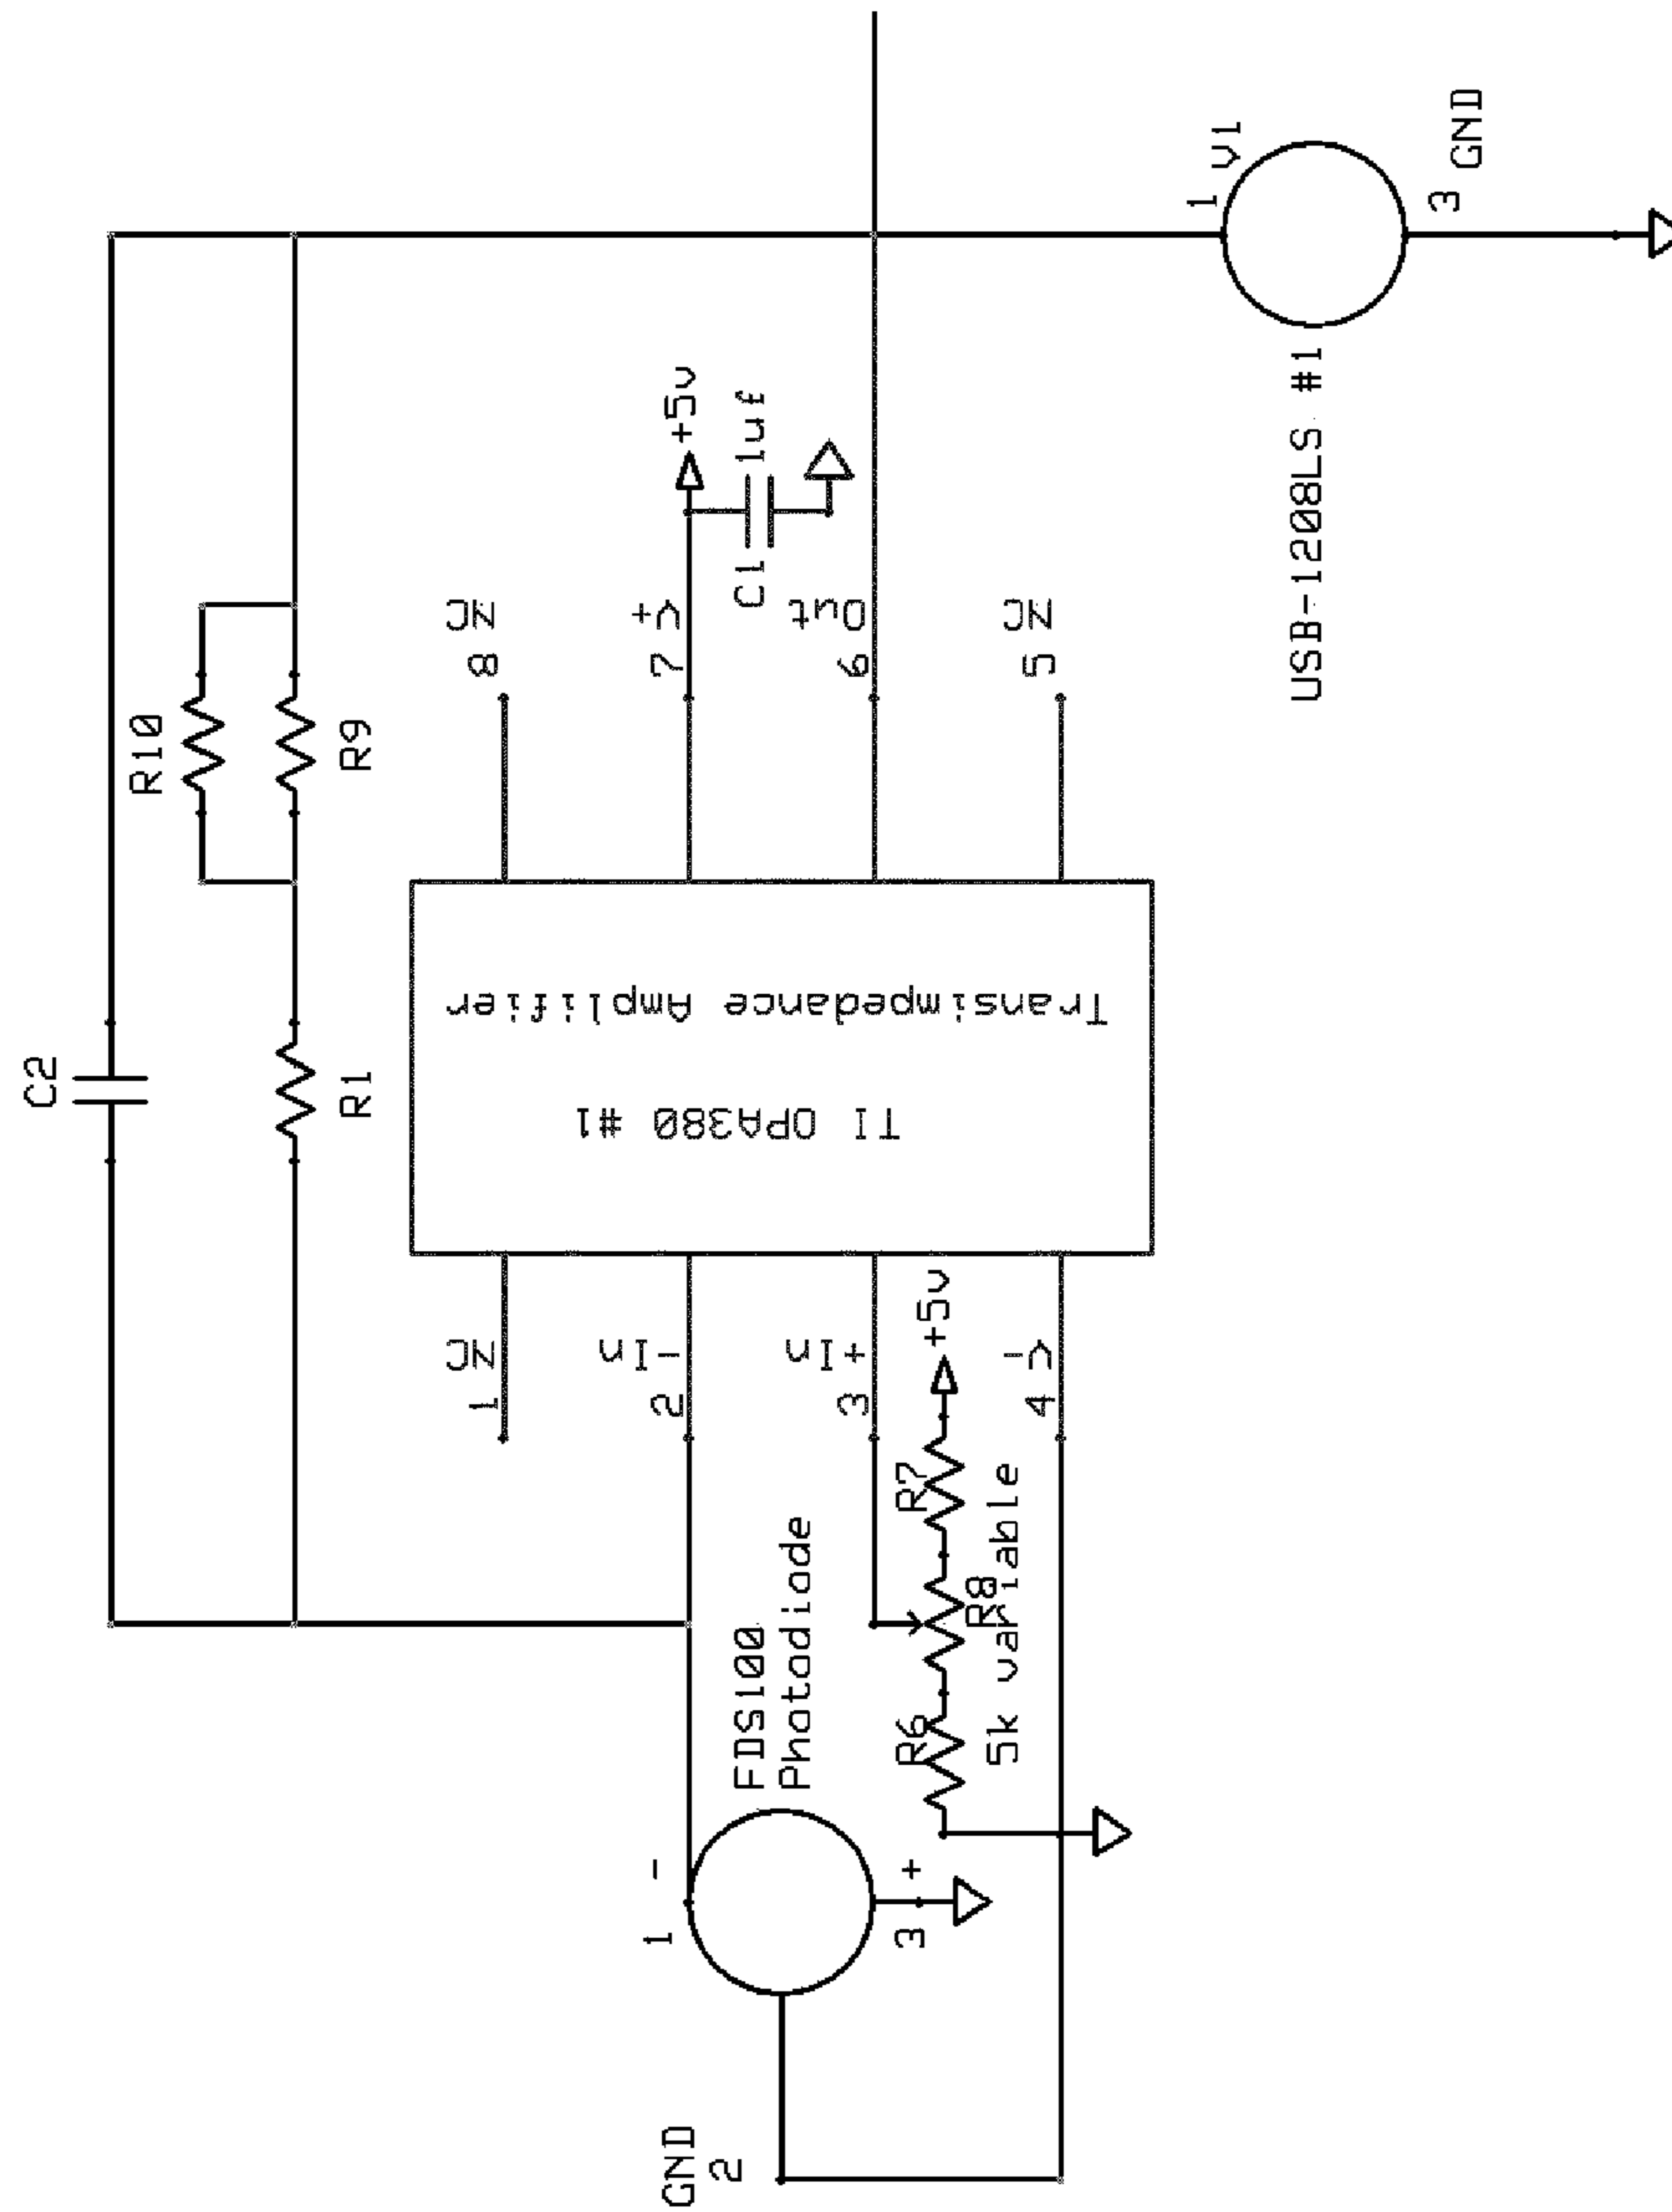 C2
R10
R1
R9
NC
1
8
NC
-In
2
7
V+
+5v
C1
1uf
+In
3
6
Out
V-
4
5
NC
TI OPA380 #1
Transimpedance Amplifier
FDS100
Photodiode
1
-
3
+
GND
2
R6
R7
+5v
R8
5k variable
1
V1
USB-1208LS #1
3
GND